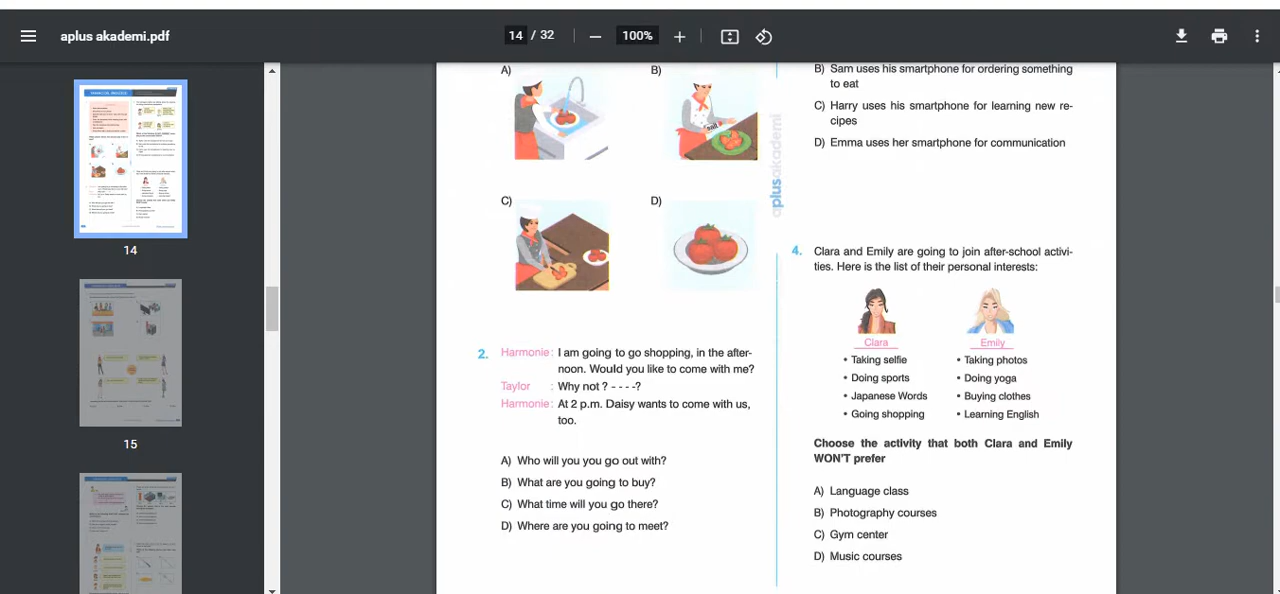 aplus akademi.pdf
14 / 32
100%
14
15
A)
B)
salt
C)
D)
2.
Harmonie: I am going to go shopping, in the after-
noon. Would you like to come with me?
Taylor : Why not ? - - - -?
Harmonie: At 2 p.m. Daisy wants to come with us,
too.
A) Who will you you go out with?
B) What are you going to buy?
C) What time will you go there?
D) Where are you going to meet?
aplusakademi
B) Sam uses his smartphone for ordering something
to eat
C) Harry uses his smartphone for learning new re-
cipes
D) Emma uses her smartphone for communication
4. Clara and Emily are going to join after-school activi-
ties. Here is the list of their personal interests:
Clara
• Taking selfie
• Doing sports
• Japanese Words
• Going shopping
Emily
• Taking photos
• Doing yoga
• Buying clothes
• Learning English
Choose the activity that both Clara and Emily
WON'T prefer
A) Language class
B) Photography courses
C) Gym center
D) Music courses